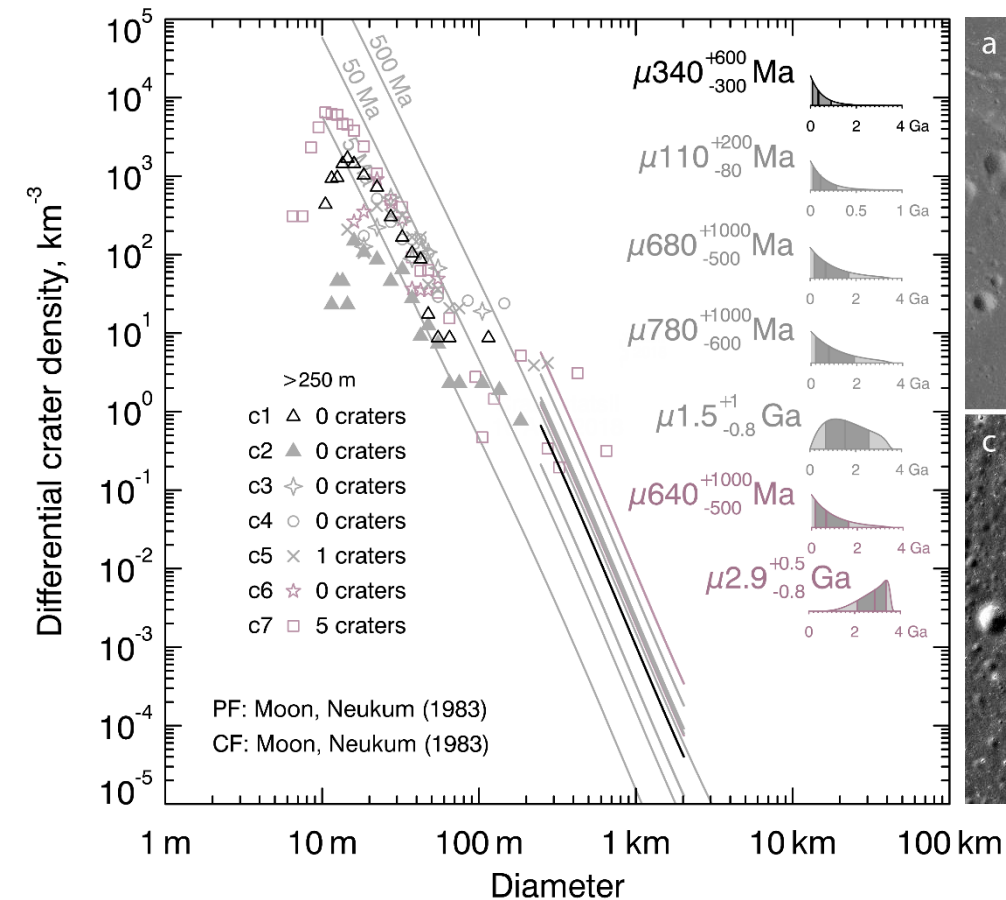 10^5
10^4
10^3
10^2
10^1
10^0
10^-1
10^-2
10^-3
10^-4
10^-5
Differential crater density, km^-3
500 Ma
50 Ma
μ340 +600 -300 Ma
0 2 4 Ga
μ110 +200 -80 Ma
0 0.5 1 Ga
μ680 +1000 -500 Ma
0 2 4 Ga
μ780 +1000 -600 Ma
0 2 4 Ga
μ1.5 +1 -0.8 Ga
0 2 4 Ga
μ640 +1000 -500 Ma
0 2 4 Ga
μ2.9 +0.5 -0.8 Ga
0 2 4 Ga
>250 m
c1 0 craters
c2 0 craters
c3 0 craters
c4 0 craters
c5 1 craters
c6 0 craters
c7 5 craters
PF: Moon, Neukum (1983)
CF: Moon, Neukum (1983)
1 m 10 m 100 m 1 km 10 km 100 km
Diameter
a
c